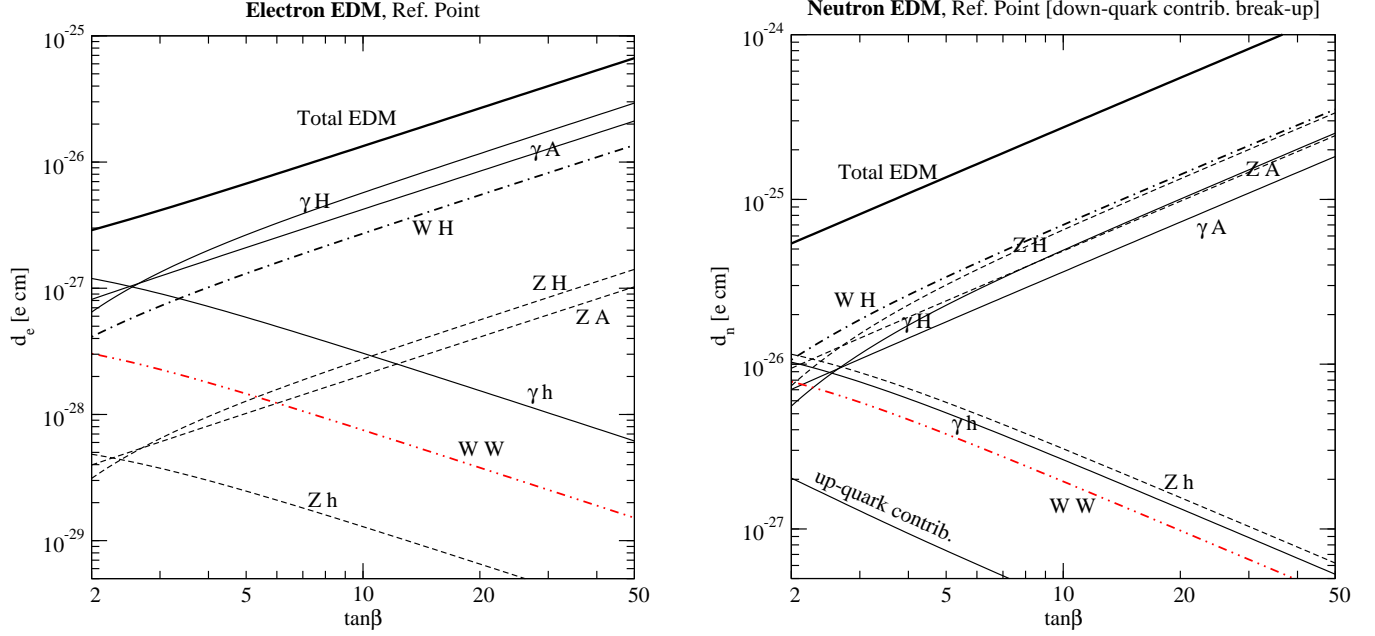 Electron EDM, Ref. Point
10^-25
10^-26
10^-27
10^-28
10^-29
d_e [e cm]
Total EDM
γ A
γ H
W H
Z H
Z A
γ h
W W
Z h
2
5
10
20
50
tanβ
Neutron EDM, Ref. Point [down-quark contrib. break-up]
10^-24
10^-25
10^-26
10^-27
d_n [e cm]
Total EDM
Z A
γ A
Z H
W H
γ H
γ h
Z h
W W
up-quark contrib.
2
5
10
20
50
tanβ